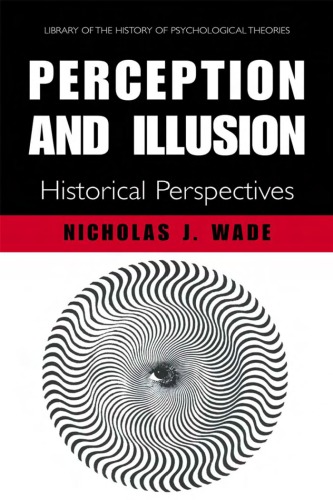 LIBRARY OF THE HISTORY OF PSYCHOLOGICAL THEORIES
PERCEPTION
AND ILLUSION
Historical Perspectives
NICHOLAS J. WADE